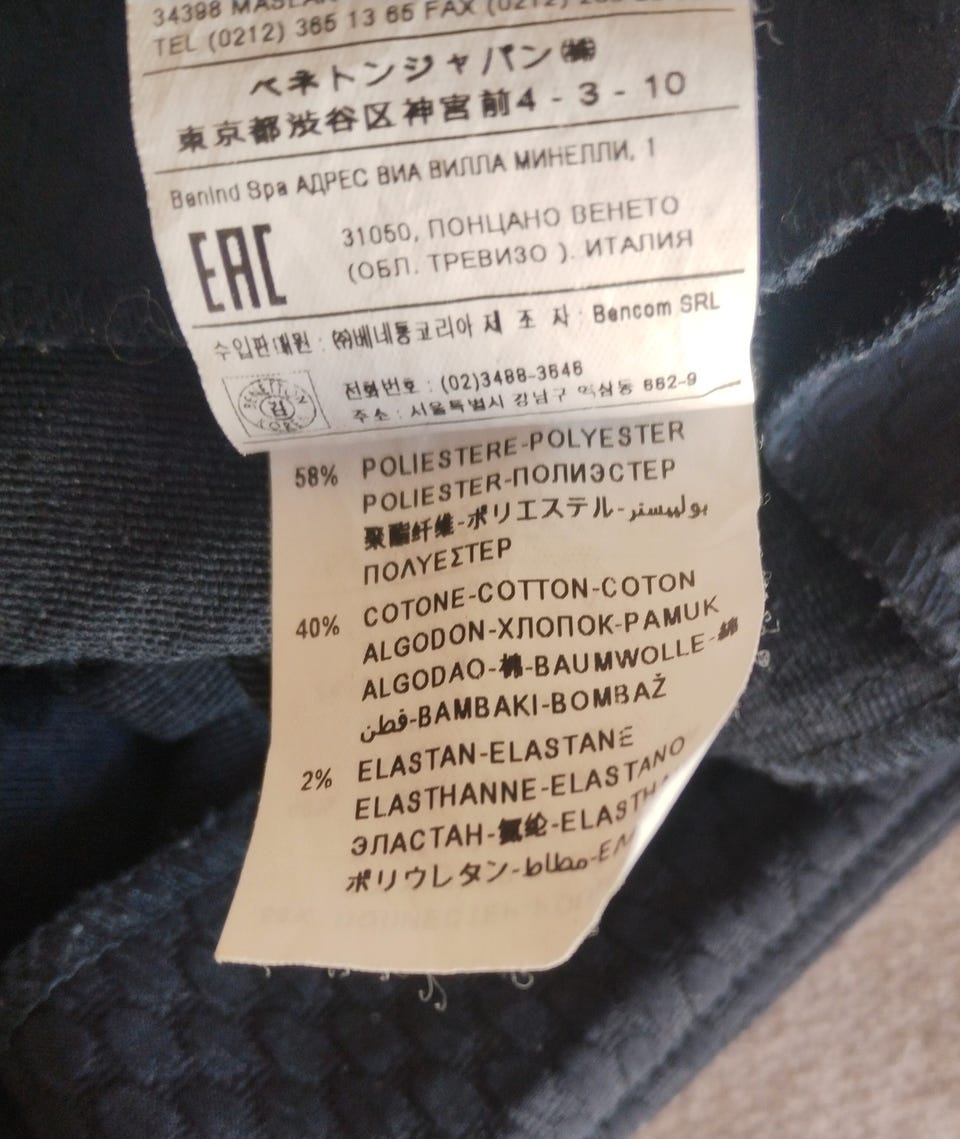 34398
TEL (0212) 365 13 65 FAX (0212)
ベネトンジャパン㈱
東京都渋谷区神宮前4-3-10
BenInd Spa АДРЕС ВИА ВИЛЛА МИНЕЛЛИ, 1
EAC
31050, ПОНЦАНО ВЕНЕТО
(ОБЛ. ТРЕВИЗО ). ИТАЛИЯ
수입판매원 : ㈜베네통코리아 제 조 자 : Bencom SRL
전화번호 : (02)3488-3646
주소 : 서울특별시 강남구 역삼동 662-9
58% POLIESTERE-POLYESTER
POLIESTER-ПОЛИЭСТЕР
聚酯纤维-ポリエステル-بوليستر
ΠΟΛΥΕΣΤΕΡ
40% COTONE-COTTON-COTON
ALGODON-ХЛОПОК-PAMUK
ALGODAO-棉-BAUMWOLLE-綿
قطن-BAMBAKI-BOMBAŽ
2% ELASTAN-ELASTANE
ELASTHANNE-ELASTANO
ЭЛАСТАН-氨纶-ELASTH
ポリウレタン-مطاط-